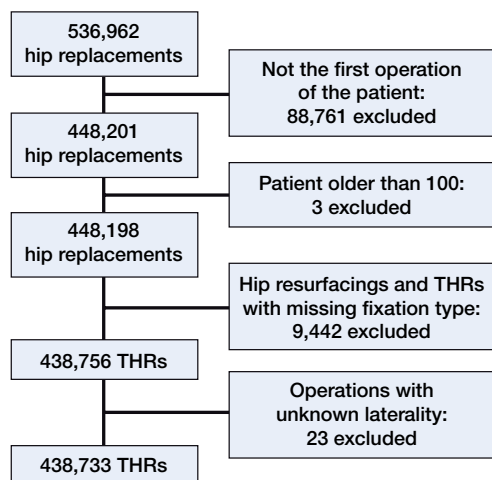 536,962
hip replacements
Not the first operation
of the patient:
88,761 excluded
448,201
hip replacements
Patient older than 100:
3 excluded
448,198
hip replacements
Hip resurfacings and THRs
with missing fixation type:
9,442 excluded
438,756 THRs
Operations with
unknown laterality:
23 excluded
438,733 THRs